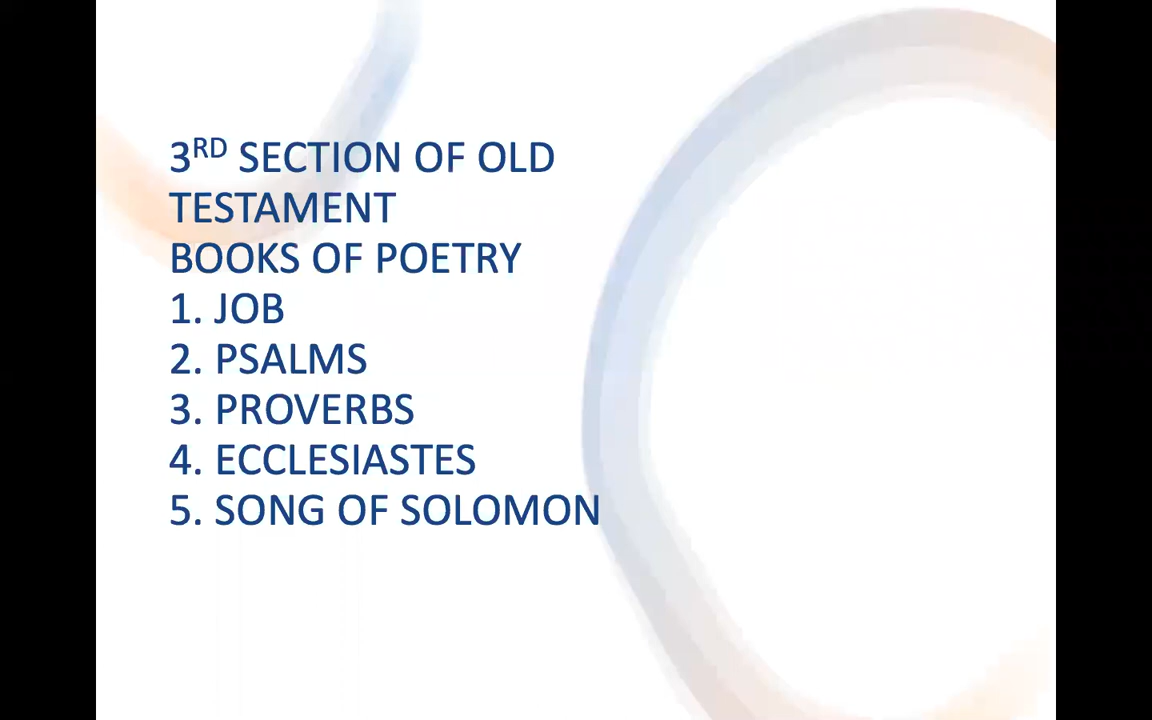 3RD SECTION OF OLD
TESTAMENT
BOOKS OF POETRY
1. JOB
2. PSALMS
3. PROVERBS
4. ECCLESIASTES
5. SONG OF SOLOMON